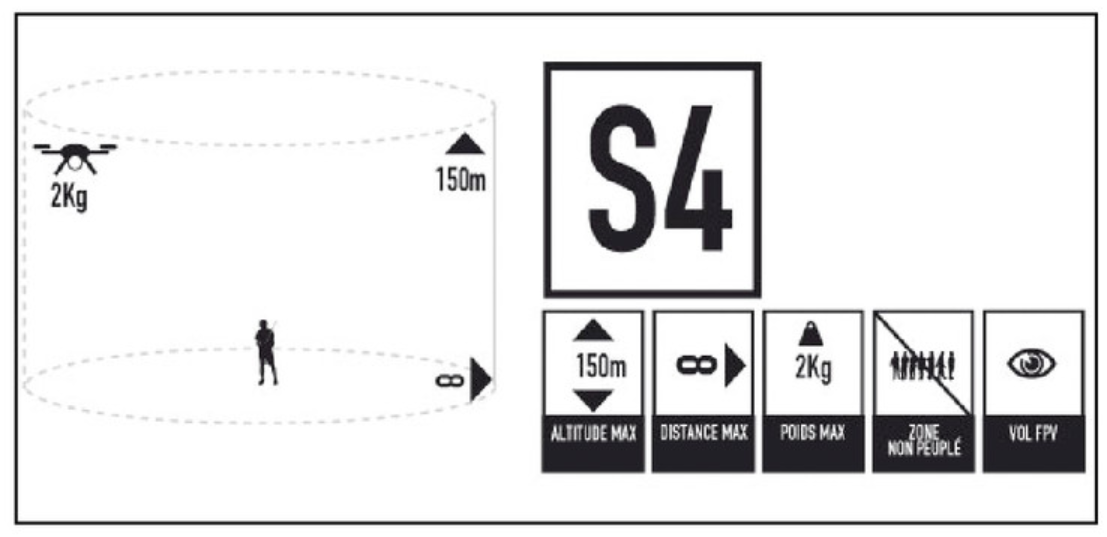 2Kg
150m
∞
S4
150m
ALTITUDE MAX
∞
DISTANCE MAX
2Kg
POIDS MAX
ZONE
NON PEUPLÉ
VOL FPV